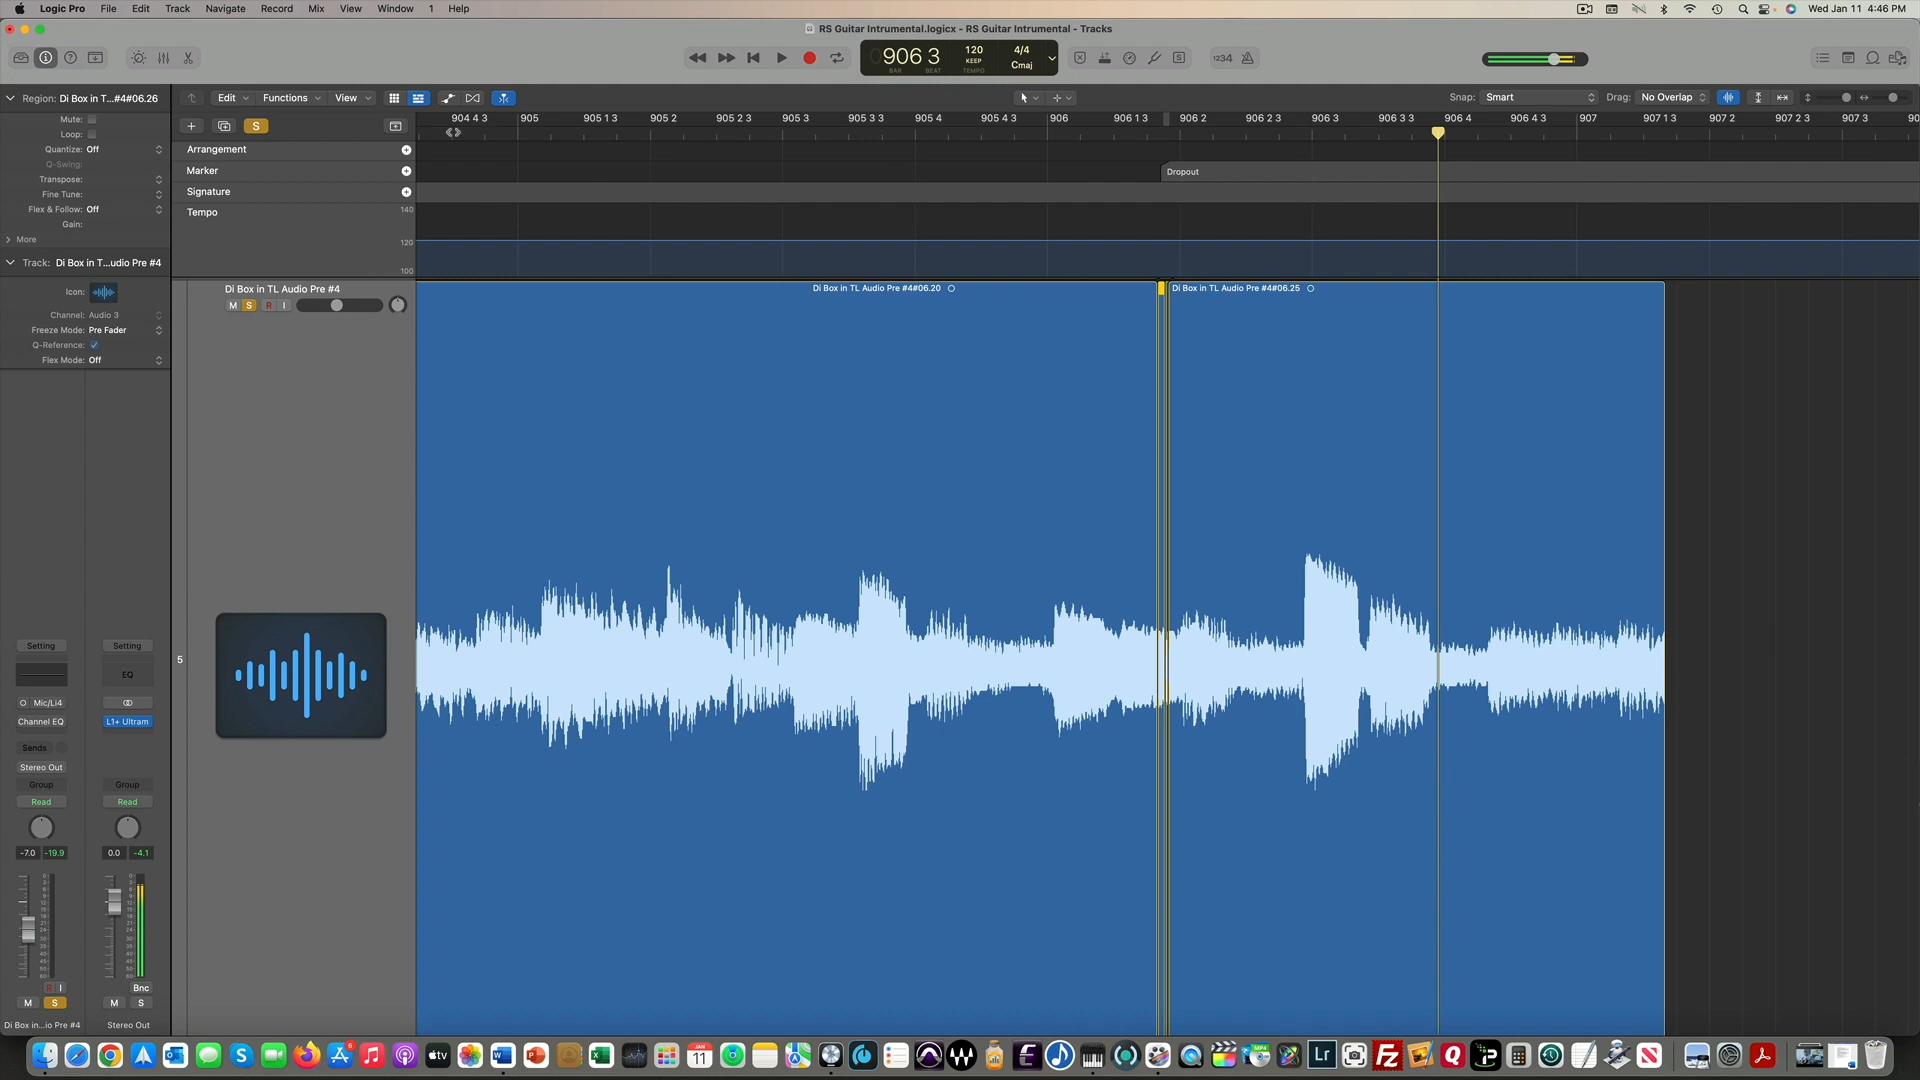 Logic Pro File Edit Track Navigate Record Mix View Window 1 Help Wed Jan 11 4:46 PM
RS Guitar Intrumental.logicx - RS Guitar Intrumental - Tracks
906 3 120 KEEP 4/4 Cmaj 1234
BAR BEAT TEMPO
Region: Di Box in T...#4#06.26 Edit Functions View Snap: Smart Drag: No Overlap
Mute:
904 4 3 905 905 1 3 905 2 905 2 3 905 3 905 3 3 905 4 905 4 3 906 906 1 3 906 2 906 2 3 906 3 906 3 3 906 4 906 4 3 907 907 1 3 907 2 907 2 3 907 3
S
Loop:
Quantize: Off Arrangement
Q-Swing:
Marker Dropout
Transpose:
Fine Tune: Signature
Flex & Follow: Off Tempo 140
Gain:
More 120
Track: Di Box in T...udio Pre #4
100
Icon: Di Box in TL Audio Pre #4 Di Box in TL Audio Pre #4#06.20 Di Box in TL Audio Pre #4#06.25
M S R I
Channel: Audio 3
Freeze Mode: Pre Fader
Q-Reference:
Flex Mode: Off
Setting Setting
5
EQ
Mic/Li4
Channel EQ L1+ Ultram
Sends
Stereo Out
Group Group
Read Read
-7.0 -19.9 0.0 -4.1
R I Bnc
M S M S
Di Box in...io Pre #4 Stereo Out